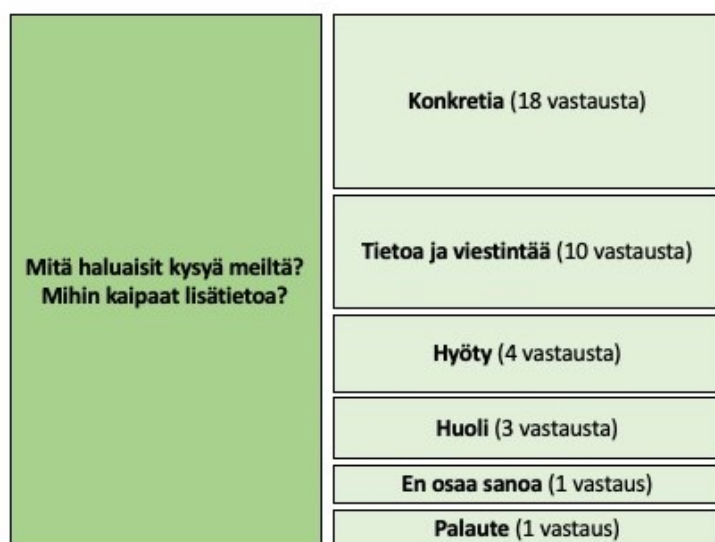 Mitä haluaisit kysyä meiltä?
Mihin kaipaat lisätietoa?
Konkretia (18 vastausta)
Tietoa ja viestintää (10 vastausta)
Hyöty (4 vastausta)
Huoli (3 vastausta)
En osaa sanoa (1 vastaus)
Palaute (1 vastaus)